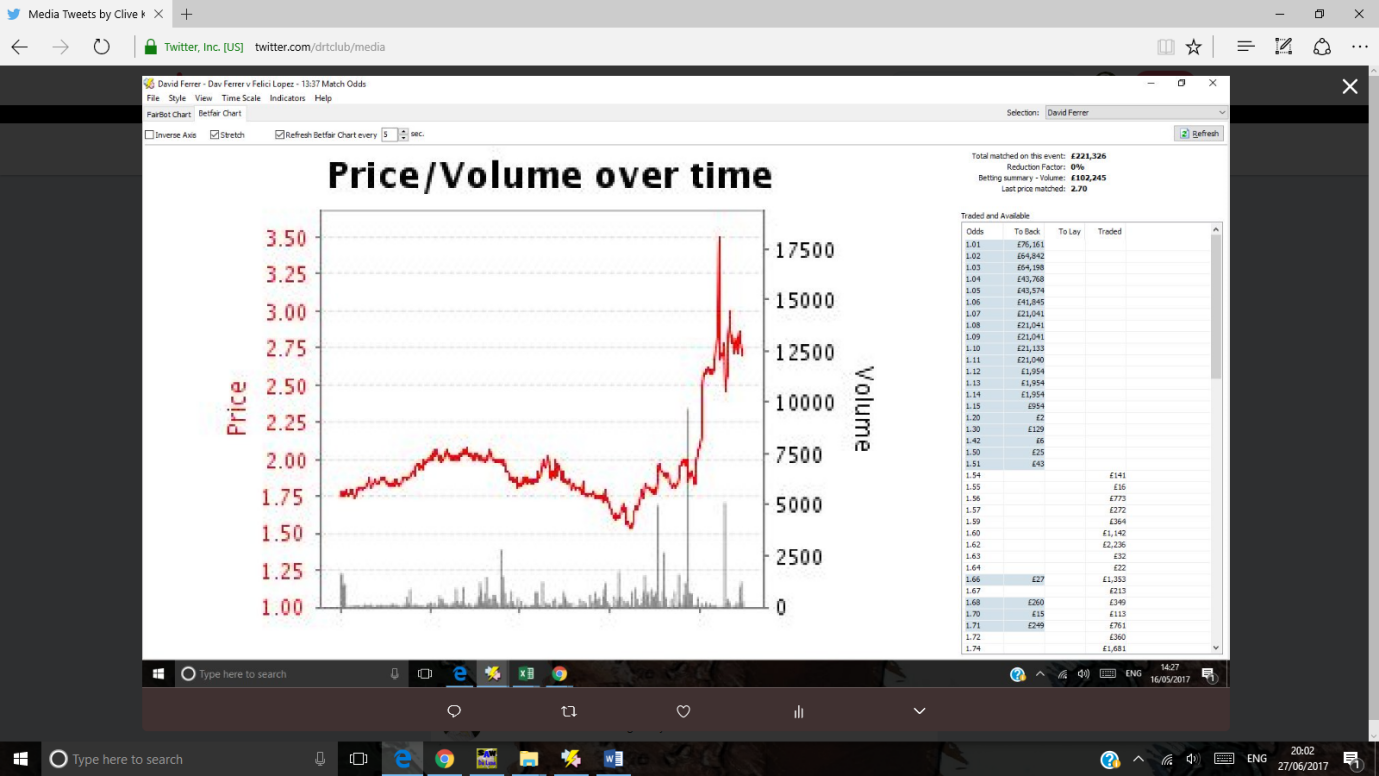 Media Tweets by Clive K
Twitter, Inc. [US] twitter.com/drtclub/media
David Ferrer - Dav Ferrer v Felici Lopez - 13:37 Match Odds
File Style View Time Scale Indicators Help
FairBot Chart Betfair Chart
Selection: David Ferrer
Inverse Axis Stretch Refresh Betfair Chart every 5 sec.
Refresh
Price/Volume over time
Total matched on this event: £221,326
Reduction Factor: 0%
Betting summary - Volume: £102,245
Last price matched: 2.70
Price
3.50
3.25
3.00
2.75
2.50
2.25
2.00
1.75
1.50
1.25
1.00
17500
15000
12500
10000
7500
5000
2500
0
Volume
Traded and Available
Odds To Back To Lay Traded
1.01 £76,161
1.02 £64,842
1.03 £64,198
1.04 £43,768
1.05 £43,574
1.06 £41,845
1.07 £21,041
1.08 £21,041
1.09 £21,041
1.10 £21,133
1.11 £21,040
1.12 £1,954
1.13 £1,954
1.14 £1,954
1.15 £954
1.20 £2
1.30 £129
1.42 £6
1.50 £25
1.51 £43
1.54 £141
1.55 £16
1.56 £773
1.57 £272
1.59 £364
1.60 £1,142
1.62 £2,236
1.63 £32
1.64 £22
1.66 £27 £1,353
1.67 £213
1.68 £260 £349
1.70 £15 £113
1.71 £249 £761
1.72 £360
1.74 £1,681
Type here to search
ENG
14:27
16/05/2017
1
Type here to search
ENG
20:02
27/06/2017
1